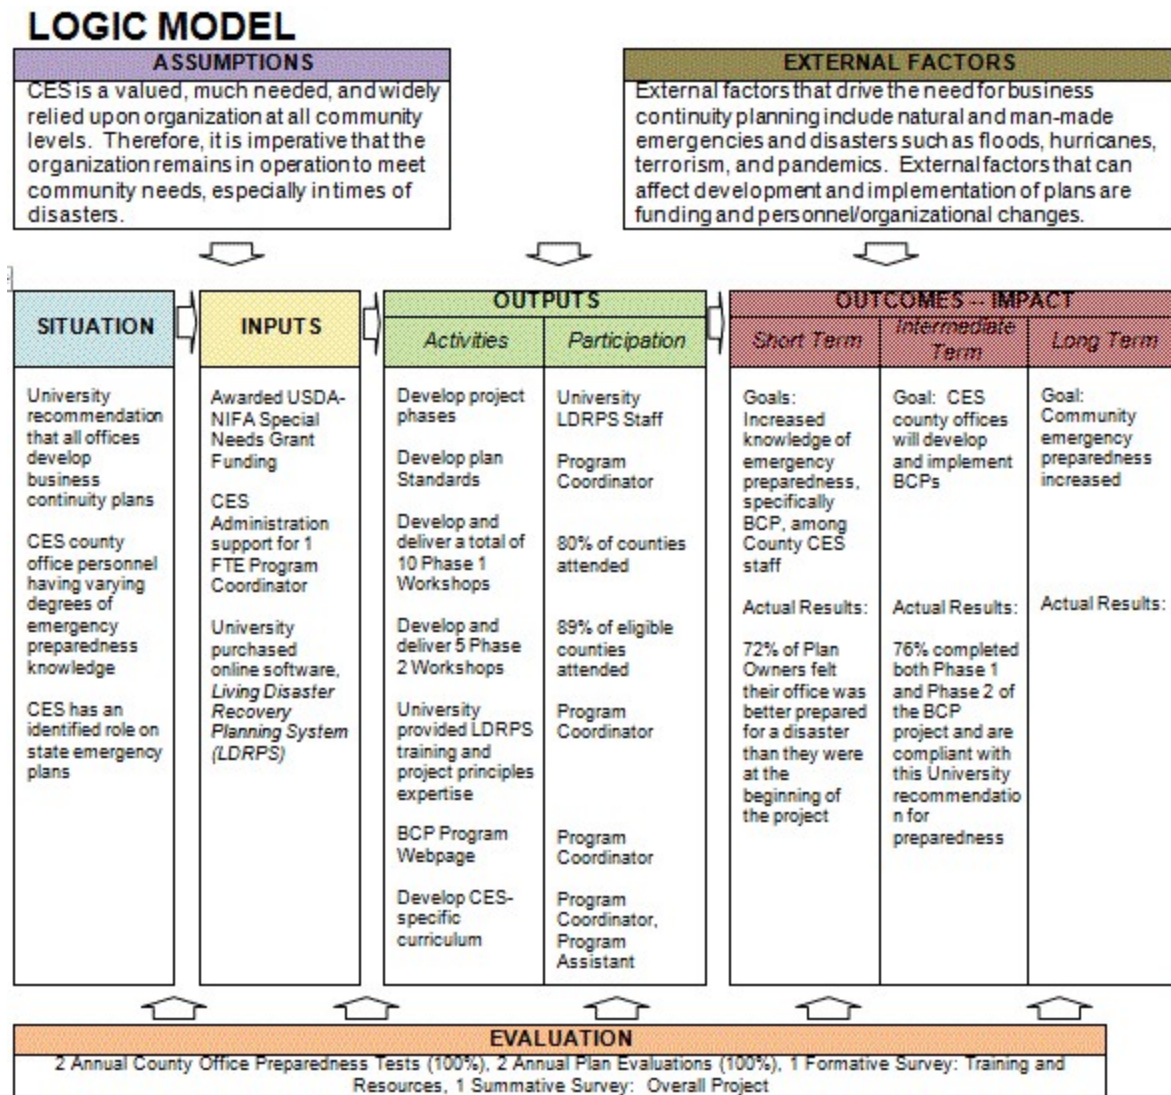 LOGIC MODEL
ASSUMPTIONS
CES is a valued, much needed, and widely
relied upon organization at all community
levels. Therefore, it is imperative that the
organization remains in operation to meet
community needs, especially in times of
disasters.
EXTERNAL FACTORS
External factors that drive the need for business
continuity planning include natural and man-made
emergencies and disasters such as floods, hurricanes,
terrorism, and pandemics. External factors that can
affect development and implementation of plans are
funding and personnel/organizational changes.
SITUATION
University
recommendation
that all offices
develop
business
continuity plans
CES county
office personnel
having varying
degrees of
emergency
preparedness
knowledge
CES has an
identified role on
state emergency
plans
INPUTS
Awarded USDA-
NIFA Special
Needs Grant
Funding
CES
Administration
support for 1
FTE Program
Coordinator
University
purchased
online software,
Living Disaster
Recovery
Planning System
(LDRPS)
OUTPUTS
Activities
Develop project
phases
Develop plan
Standards
Develop and
deliver a total of
10 Phase 1
Workshops
Develop and
deliver 5 Phase
2 Workshops
University
provided LDRPS
training and
project principles
expertise
BCP Program
Webpage
Develop CES-
specific
curriculum
Participation
University
LDRPS Staff
Program
Coordinator
80% of counties
attended
89% of eligible
counties
attended
Program
Coordinator
Program
Coordinator
Program
Coordinator,
Program
Assistant
OUTCOMES -- IMPACT
Short Term
Goals:
Increased
knowledge of
emergency
preparedness,
specifically
BCP, among
County CES
staff
Actual Results:
72% of Plan
Owners felt
their office was
better prepared
for a disaster
than they were
at the
beginning of
the project
Intermediate
Term
Goal: CES
county offices
will develop
and implement
BCPs
Actual Results:
76% completed
both Phase 1
and Phase 2 of
the BCP
project and are
compliant with
this University
recommendatio
n for
preparedness
Long Term
Goal:
Community
emergency
preparedness
increased
Actual Results:
EVALUATION
2 Annual County Office Preparedness Tests (100%), 2 Annual Plan Evaluations (100%), 1 Formative Survey: Training and
Resources, 1 Summative Survey: Overall Project